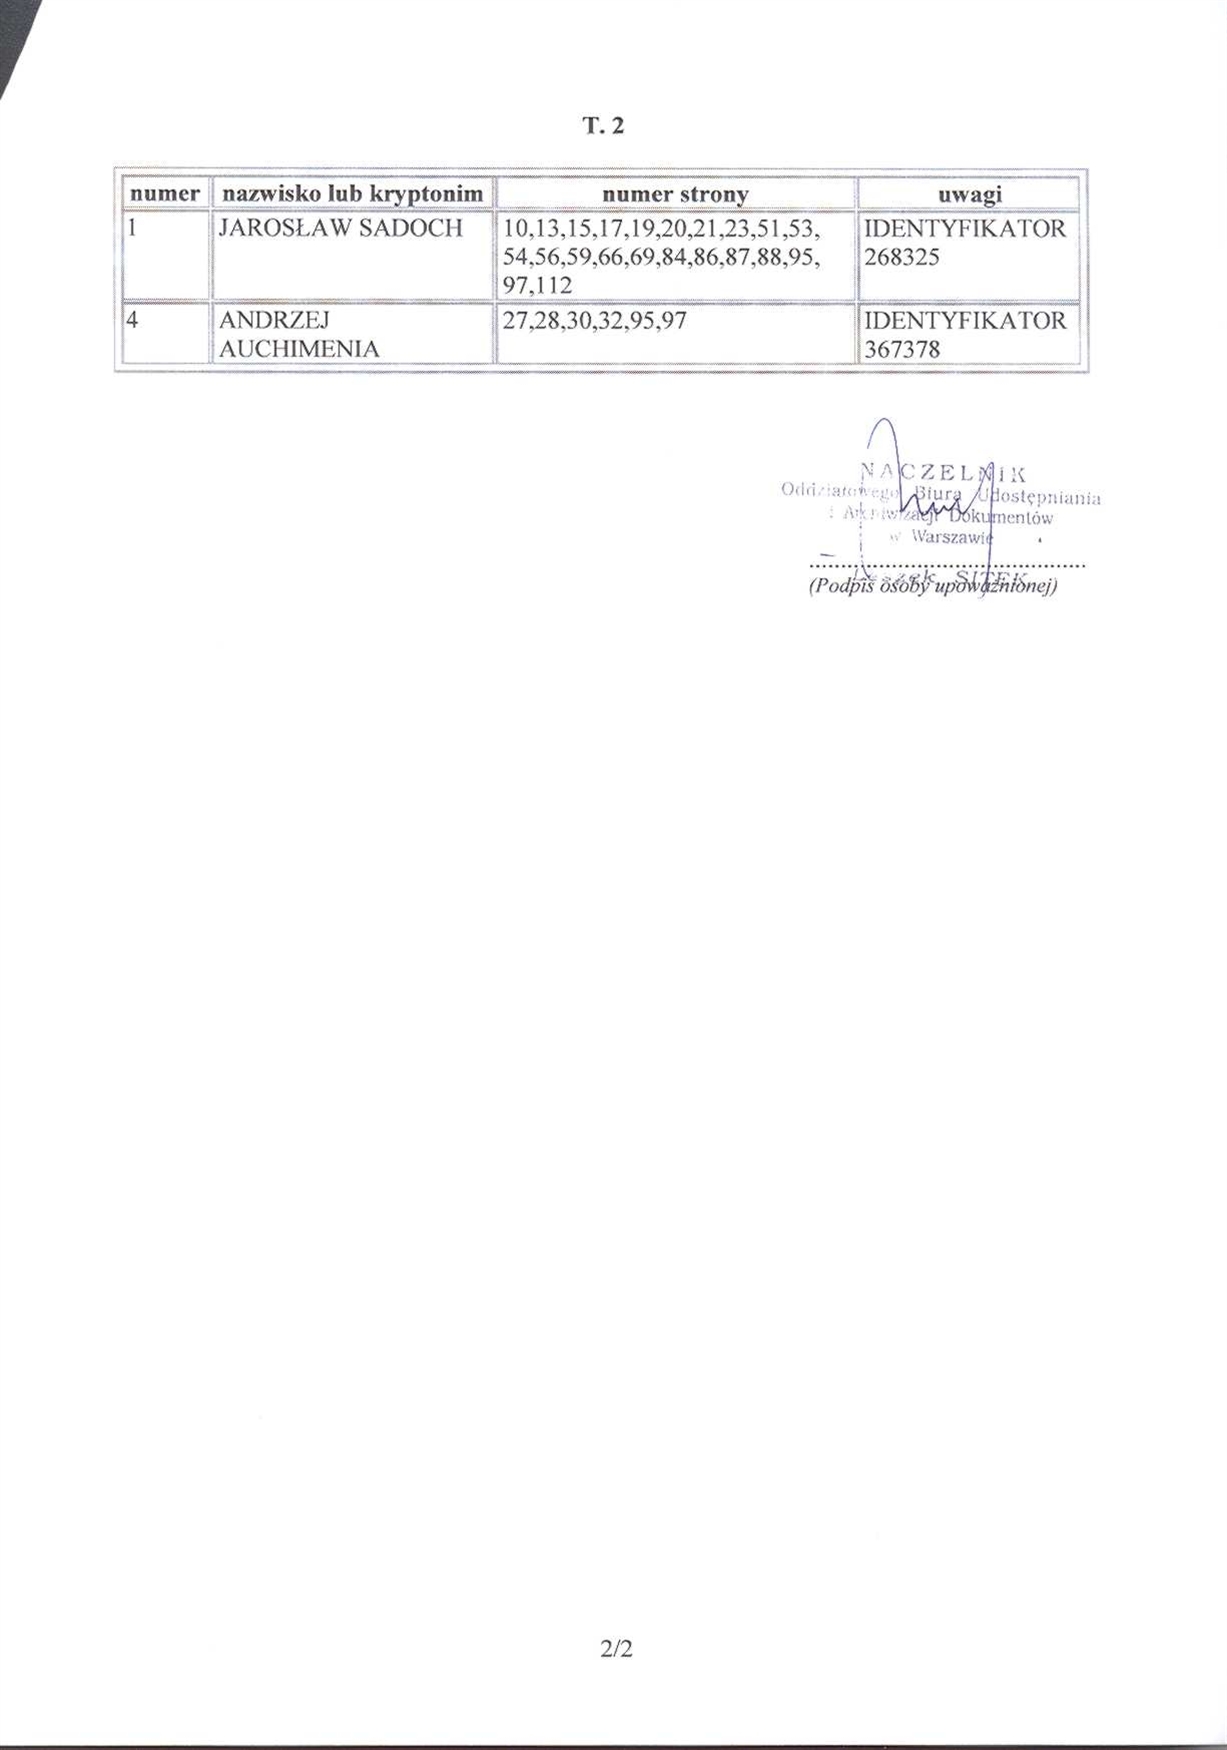 T. 2
numer nazwisko lub kryptonim numer strony uwagi
1 JAROSŁAW SADOCH 10,13,15,17,19,20,21,23,51,53, IDENTYFIKATOR
54,56,59,66,69,84,86,87,88,95, 268325
97,112
4 ANDRZEJ 27,28,30,32,95,97 IDENTYFIKATOR
AUCHIMENIA 367378
NACZELNIK
Oddziałowego Biura Udostępniania
i Archiwizacji Dokumentów
w Warszawie
Leszek SITEK
(Podpis osoby upoważnionej)
2/2